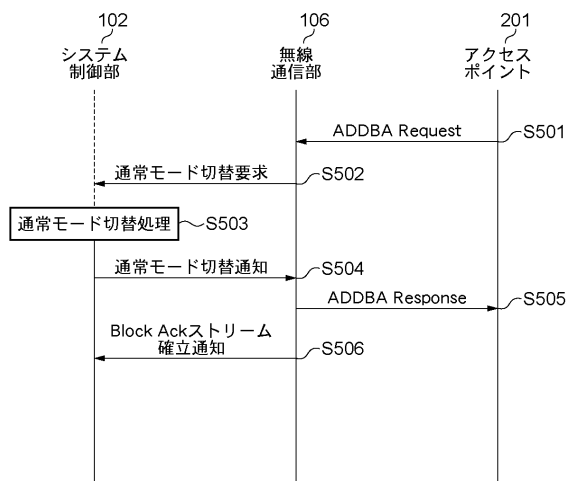 102
106
201
システム
制御部
無線
通信部
アクセス
ポイント
ADDBA Request
S501
通常モード切替要求
S502
通常モード切替処理
S503
通常モード切替通知
S504
ADDBA Response
S505
Block Ackストリーム
確立通知
S506